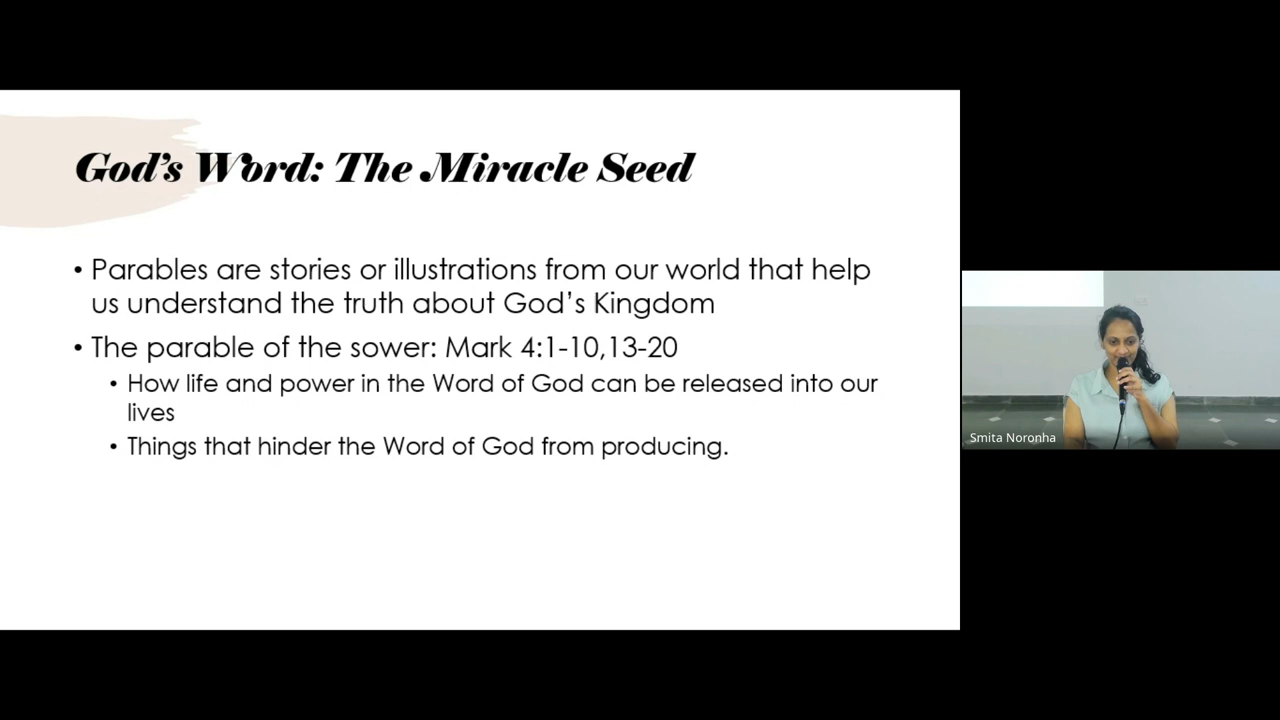 God's Word: The Miracle Seed
• Parables are stories or illustrations from our world that help
us understand the truth about God's Kingdom
• The parable of the sower: Mark 4:1-10,13-20
• How life and power in the Word of God can be released into our
lives
• Things that hinder the Word of God from producing.
Smita Noronha